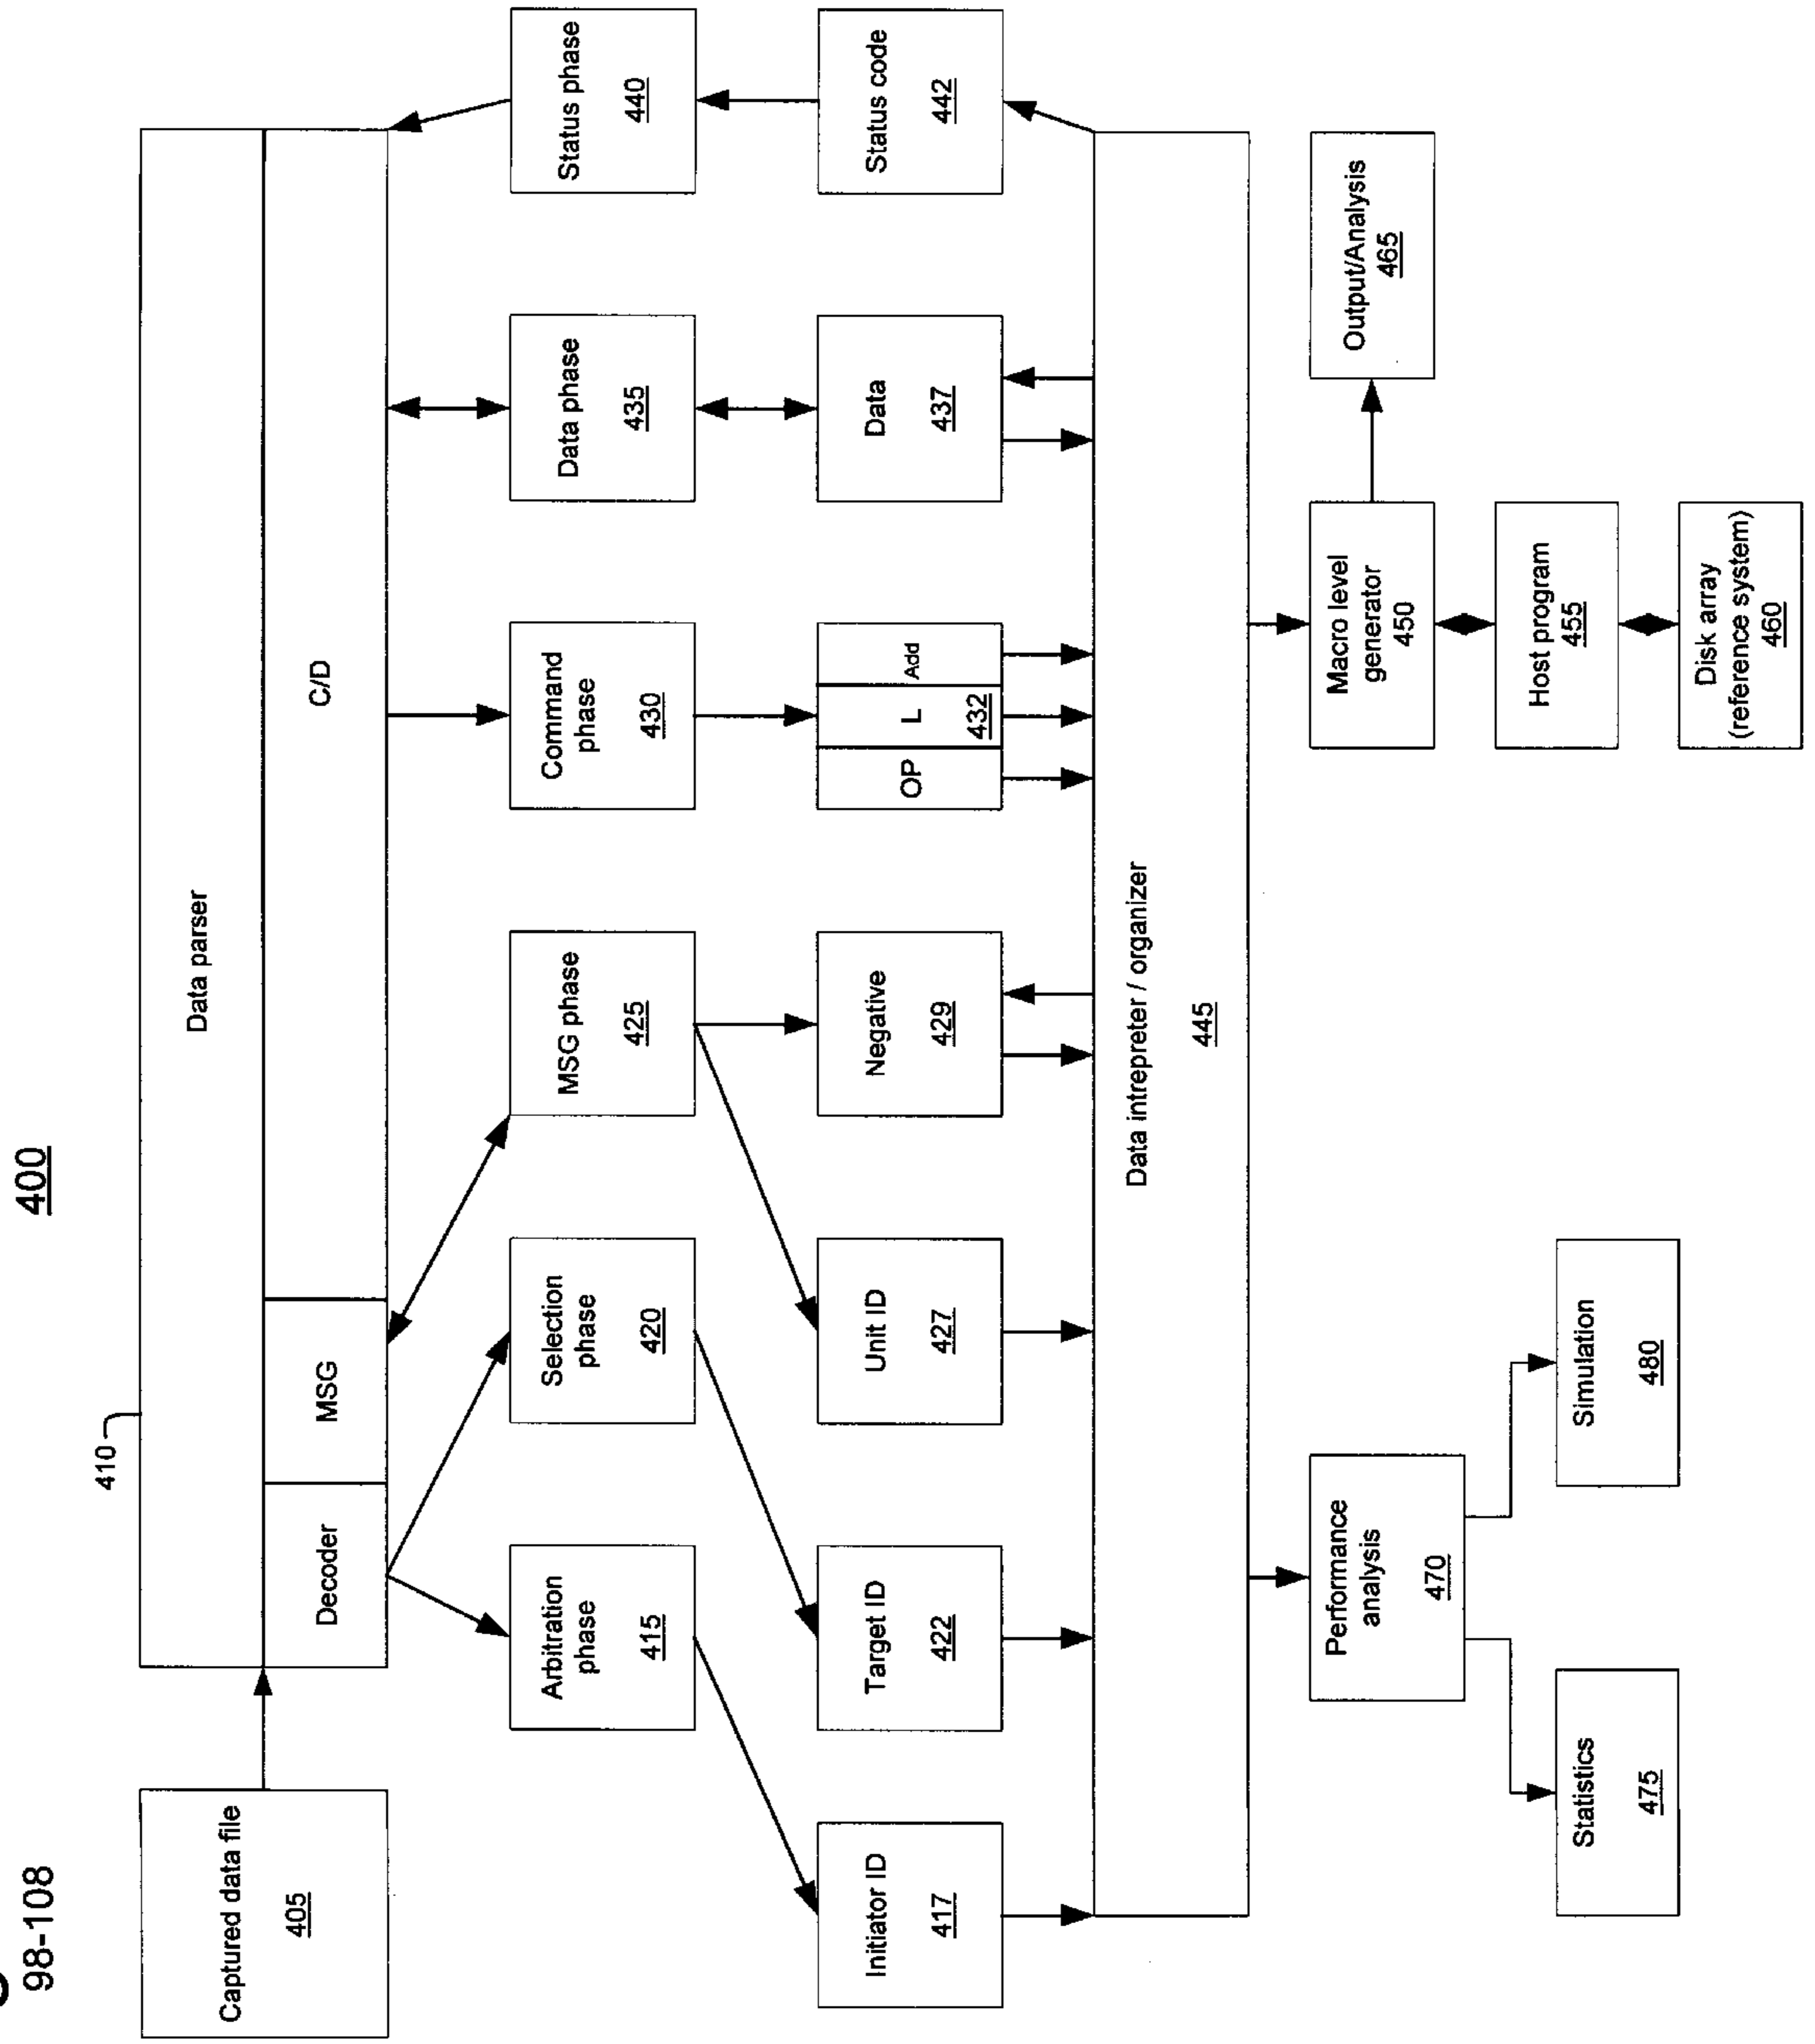 98-108
400
410
Captured data file
405
Data parser
Decoder
MSG
C/D
Arbitration
phase
415
Selection
phase
420
MSG phase
425
Command
phase
430
Data phase
435
Status phase
440
Initiator ID
417
Target ID
422
Unit ID
427
Negative
429
OP
L
Add
432
Data
437
Status code
442
Data intrepreter / organizer
445
Performance
analysis
470
Macro level
generator
450
Output/Analysis
465
Host program
455
Statistics
475
Simulation
480
Disk array
(reference system)
460